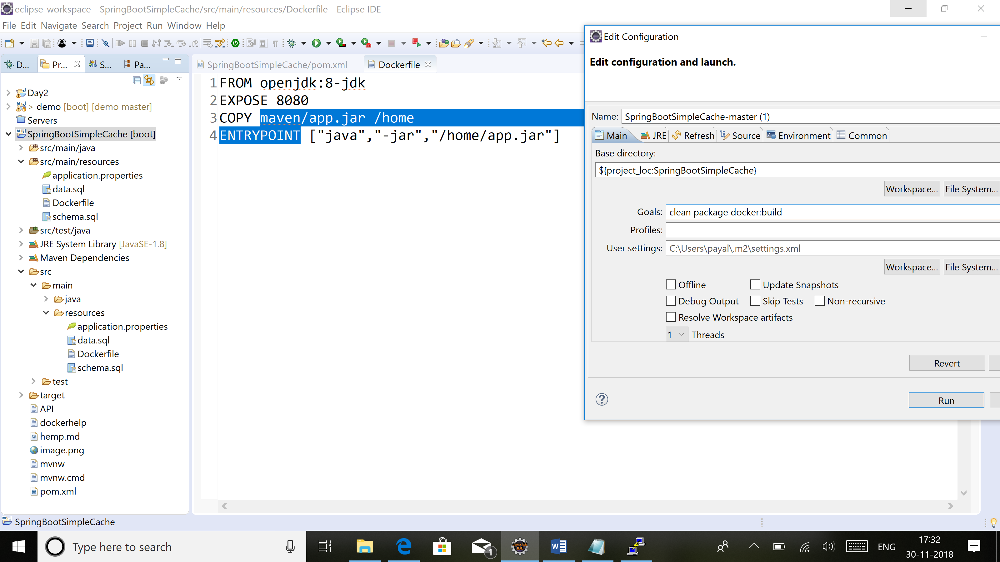 eclipse-workspace - SpringBootSimpleCache/src/main/resources/Dockerfile - Eclipse IDE
File Edit Navigate Search Project Run Window Help
D... Pr... S... Pa...
SpringBootSimpleCache/pom.xml Dockerfile
1 FROM openjdk:8-jdk
2 EXPOSE 8080
3 COPY maven/app.jar /home
4 ENTRYPOINT ["java","-jar","/home/app.jar"]
Day2
> demo [boot] [demo master]
Servers
SpringBootSimpleCache [boot]
src/main/java
src/main/resources
application.properties
data.sql
Dockerfile
schema.sql
src/test/java
JRE System Library [JavaSE-1.8]
Maven Dependencies
src
main
java
resources
application.properties
data.sql
Dockerfile
schema.sql
test
target
API
dockerhelp
hemp.md
image.png
mvnw
mvnw.cmd
pom.xml
Edit Configuration
Edit configuration and launch.
Name: SpringBootSimpleCache-master (1)
Main JRE Refresh Source Environment Common
Base directory:
${project_loc:SpringBootSimpleCache}
Workspace... File System...
Goals: clean package docker:build
Profiles:
User settings: C:\Users\payal\.m2\settings.xml
Workspace... File System...
Offline Update Snapshots
Debug Output Skip Tests Non-recursive
Resolve Workspace artifacts
1 Threads
Revert
Run
SpringBootSimpleCache
Type here to search
1
Java EE
IDE
ENG
17:32
30-11-2018